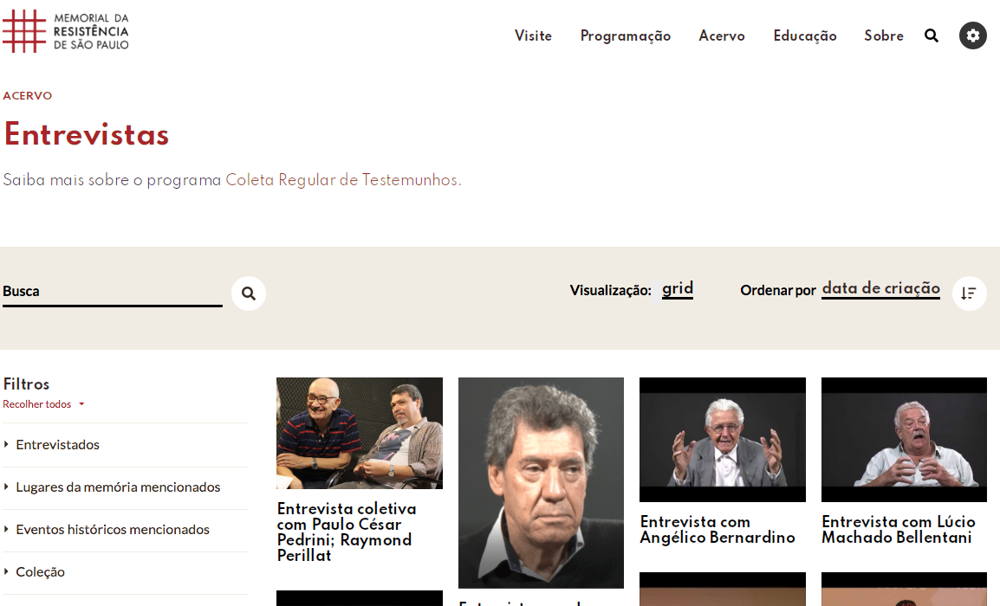 MEMORIAL DA
RESISTÊNCIA
DE SÃO PAULO
Visite
Programação
Acervo
Educação
Sobre
ACERVO
Entrevistas
Saiba mais sobre o programa Coleta Regular de Testemunhos.
Busca
Visualização: grid
Ordenar por data de criação
Filtros
Recolher todos
Entrevistados
Lugares da memória mencionados
Eventos históricos mencionados
Coleção
Entrevista coletiva
com Paulo César
Pedrini; Raymond
Perillat
Entrevista com
Angélico Bernardino
Entrevista com Lúcio
Machado Bellentani